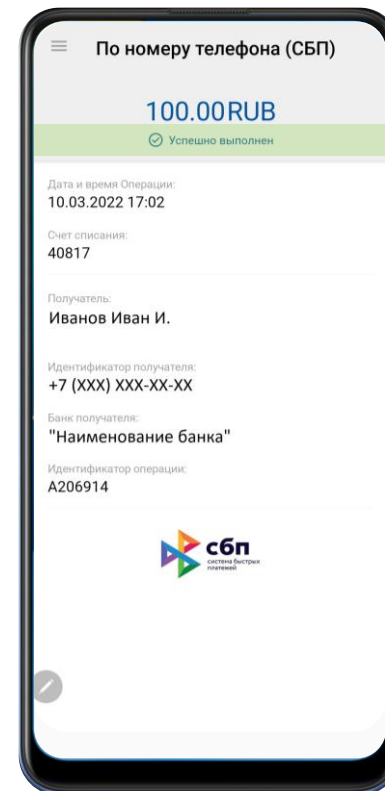 По номеру телефона (СБП)
100.00RUB
Успешно выполнен
Дата и время Операции:
10.03.2022 17:02
Счет списания:
40817
Получатель:
Иванов Иван И.
Идентификатор получателя:
+7 (XXX) XXX-XX-XX
Банк получателя:
"Наименование банка"
Идентификатор операции:
A206914
сбп
система быстрых
платежей